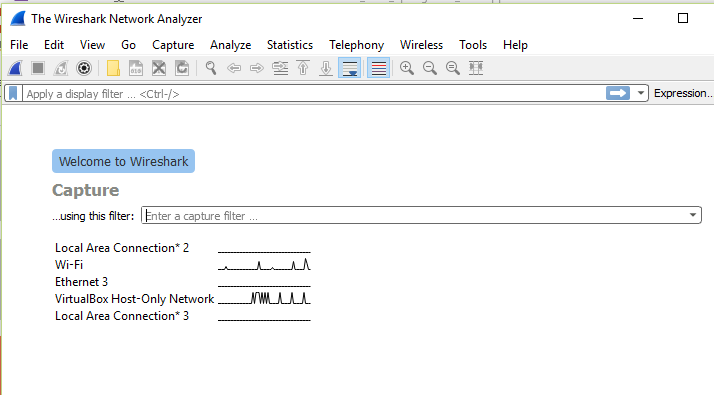 The Wireshark Network Analyzer
File Edit View Go Capture Analyze Statistics Telephony Wireless Tools Help
Apply a display filter ... <Ctrl-/> Expression...
Welcome to Wireshark
Capture
...using this filter: Enter a capture filter ...
Local Area Connection* 2
Wi-Fi
Ethernet 3
VirtualBox Host-Only Network
Local Area Connection* 3